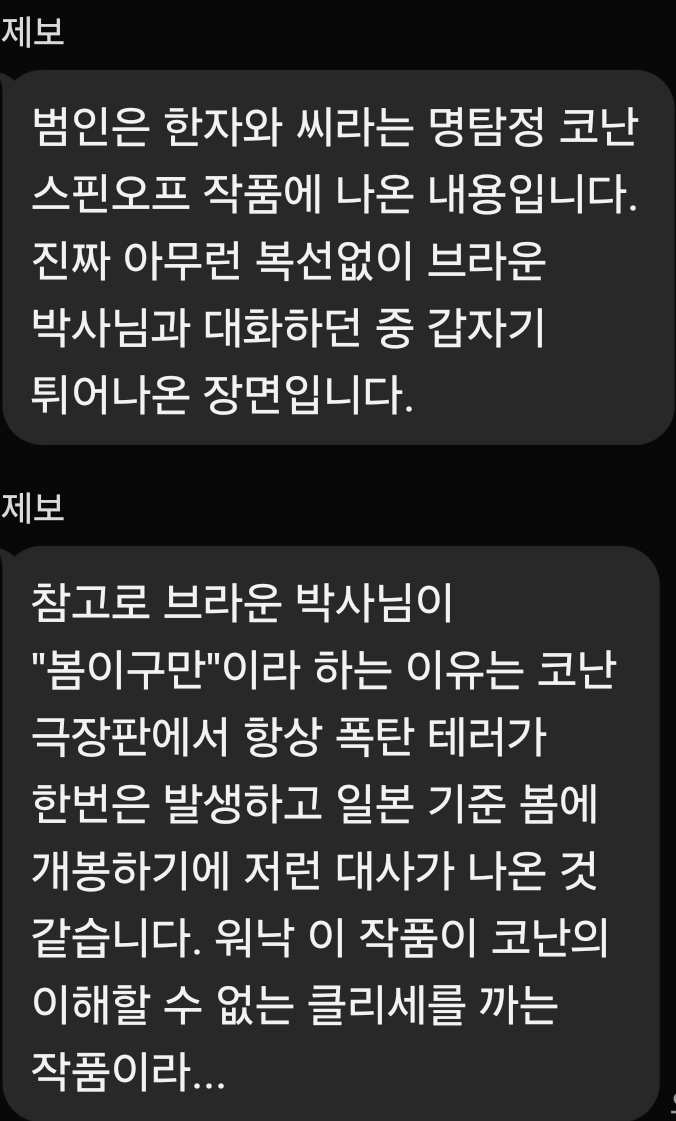 제보
범인은 한자와 씨라는 명탐정 코난
스핀오프 작품에 나온 내용입니다.
진짜 아무런 복선없이 브라운
박사님과 대화하던 중 갑자기
튀어나온 장면입니다.
제보
참고로 브라운 박사님이
"봄이구만"이라 하는 이유는 코난
극장판에서 항상 폭탄 테러가
한번은 발생하고 일본 기준 봄에
개봉하기에 저런 대사가 나온 것
같습니다. 워낙 이 작품이 코난의
이해할 수 없는 클리세를 까는
작품이라...